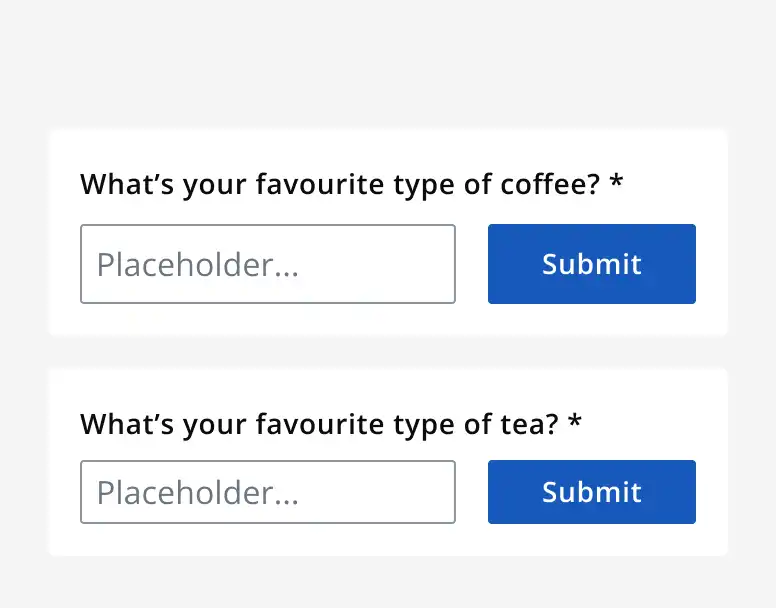 What’s your favourite type of coffee? *
Placeholder...
Submit
What’s your favourite type of tea? *
Placeholder...
Submit